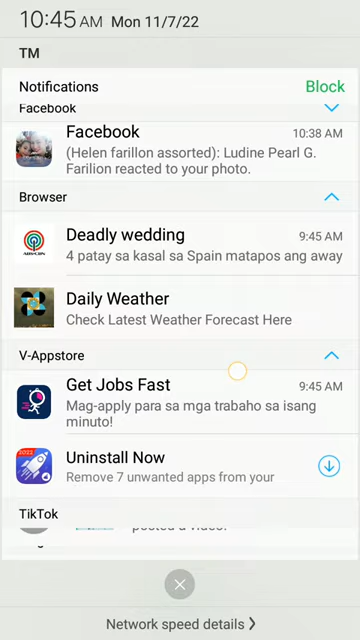 10:45 AM Mon 11/7/22
TM
Notifications Block
Facebook
Facebook 10:38 AM
(Helen farillon assorted): Ludine Pearl G.
Farilion reacted to your photo.
Browser
Deadly wedding 9:45 AM
ABS-CBN
4 patay sa kasal sa Spain matapos ang away
Daily Weather
Check Latest Weather Forecast Here
V-Appstore
Get Jobs Fast 9:45 AM
Mag-apply para sa mga trabaho sa isang
minuto!
2021
Uninstall Now
Remove 7 unwanted apps from your
TikTok
posted a video!
Network speed details